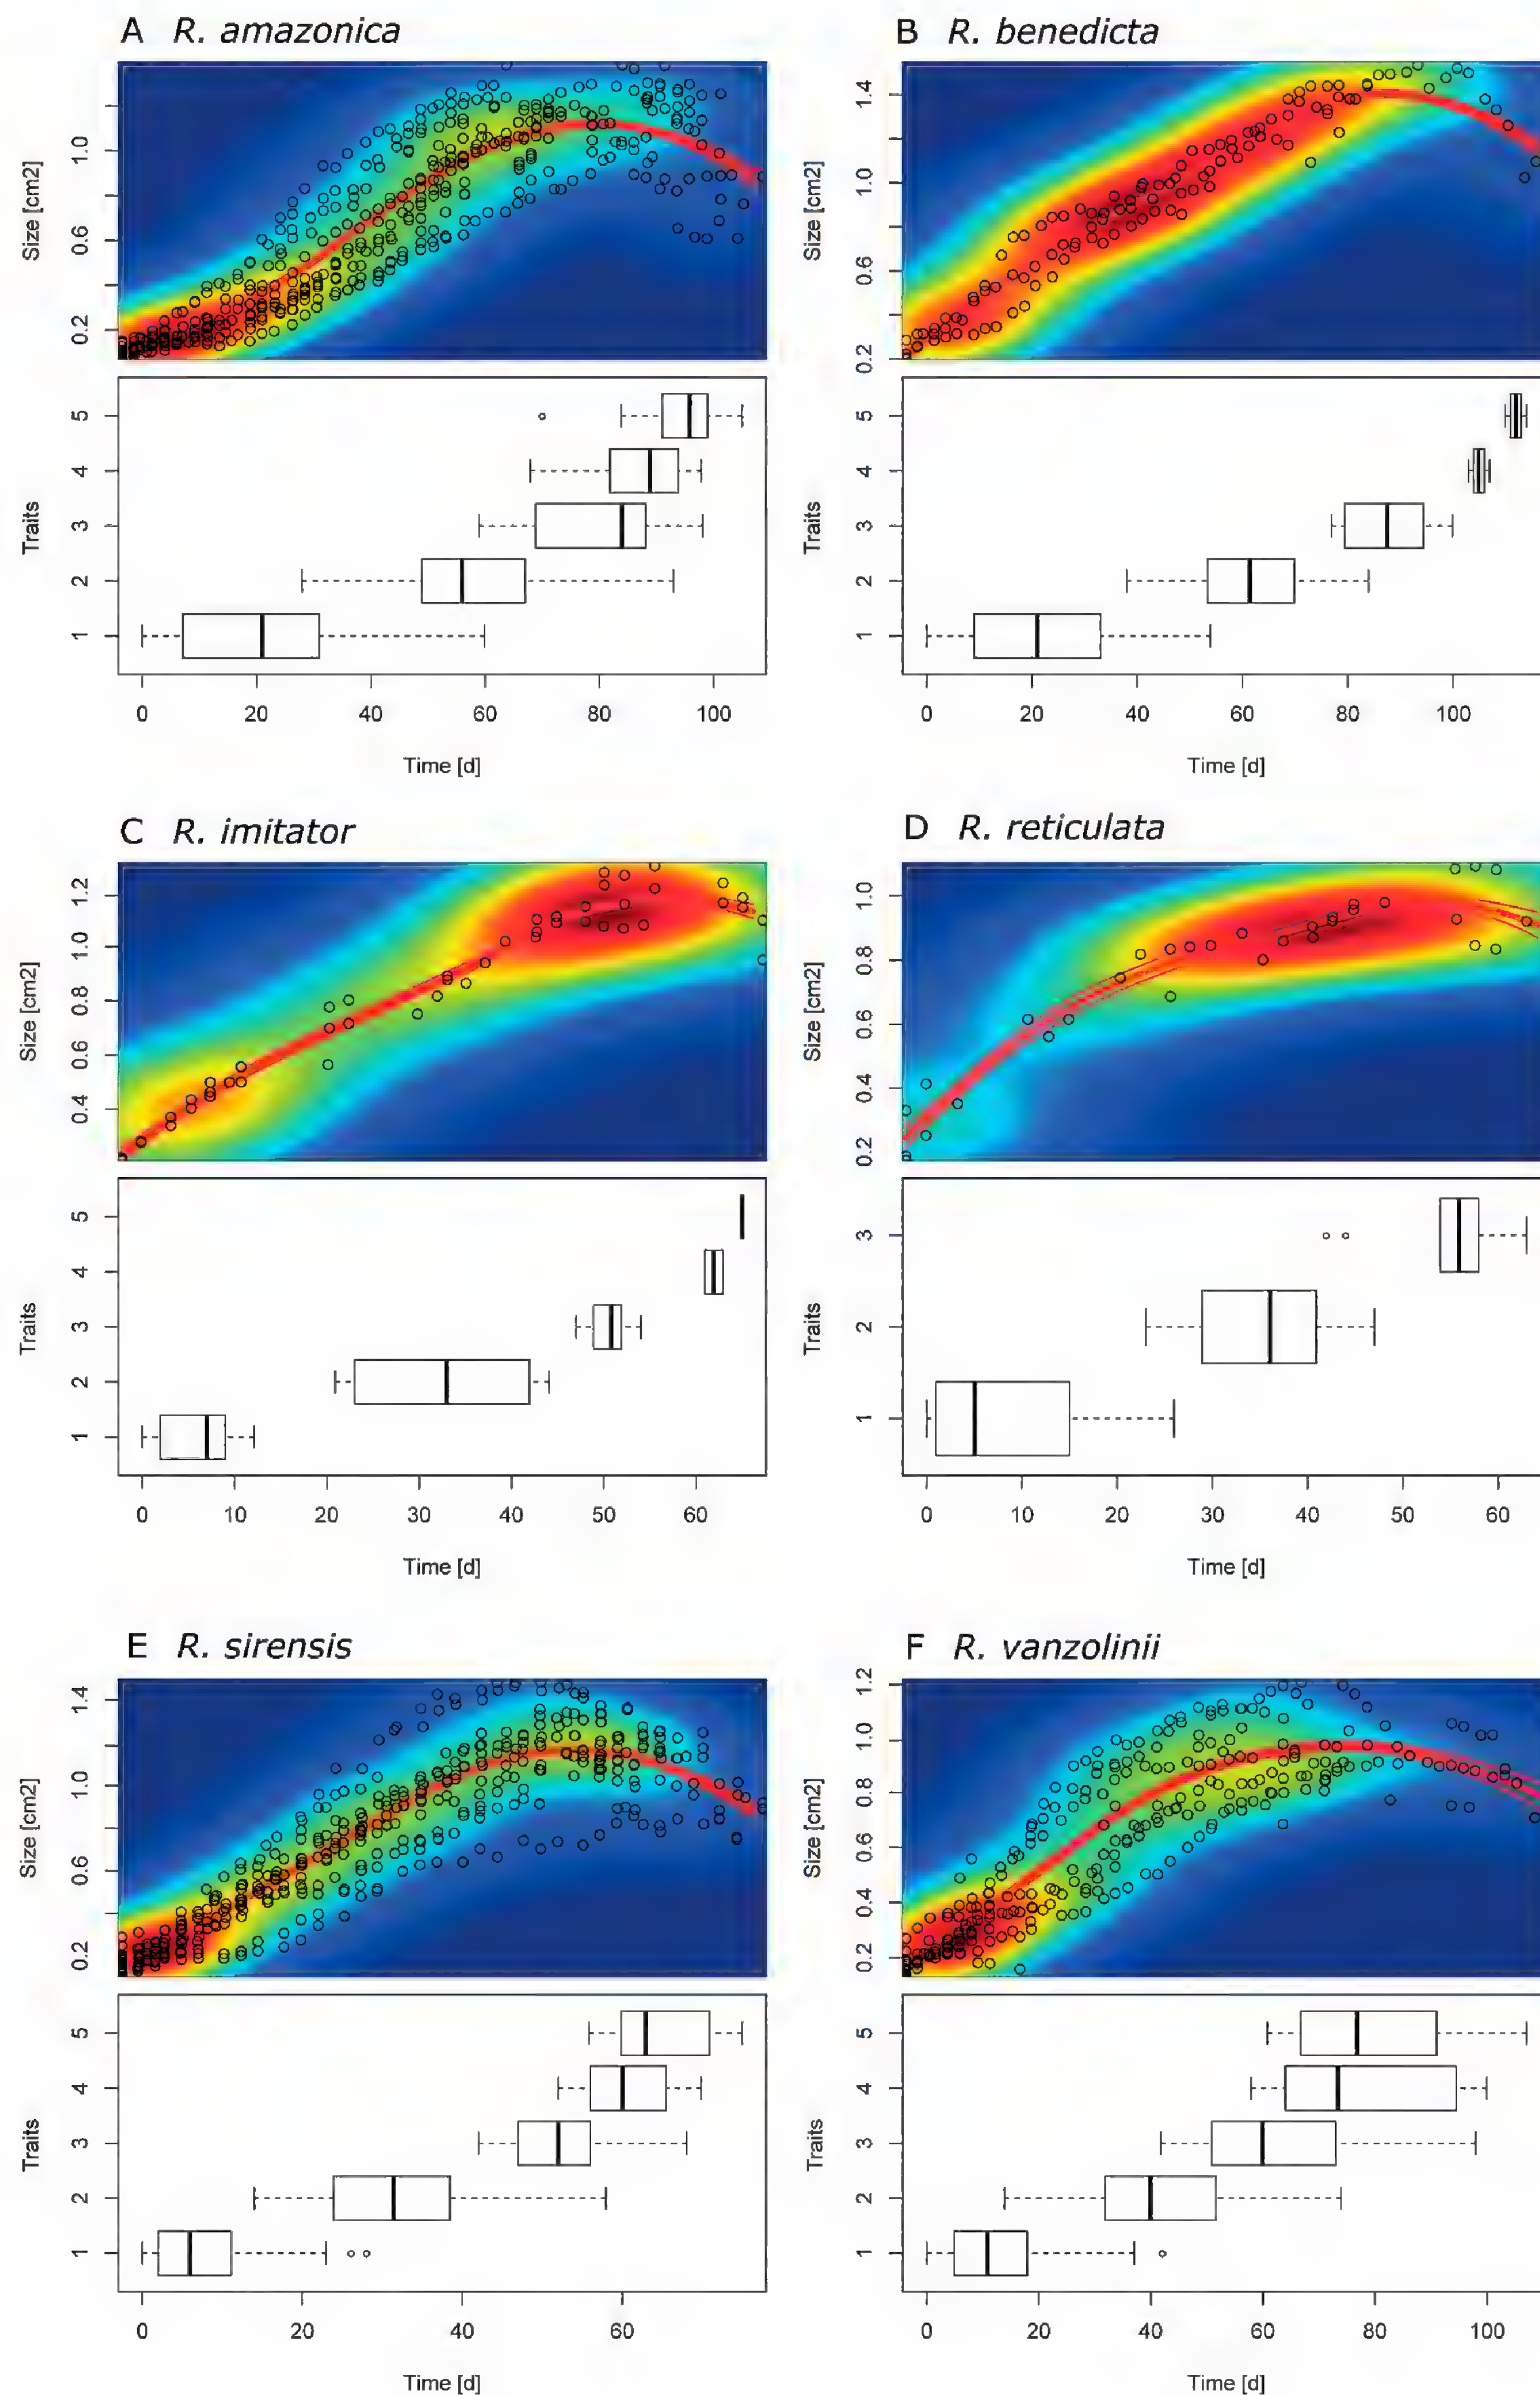 A R. amazonica
Size [cm2]
0.2 0.6 1.0
Traits
1 2 3 4 5
0 20 40 60 80 100
Time [d]
B R. benedicta
Size [cm2]
0.2 0.6 1.0 1.4
Traits
1 2 3 4 5
0 20 40 60 80 100
Time [d]
C R. imitator
Size [cm2]
0.4 0.6 0.8 1.0 1.2
Traits
1 2 3 4 5
0 10 20 30 40 50 60
Time [d]
D R. reticulata
Size [cm2]
0.2 0.4 0.6 0.8 1.0
Traits
1 2 3
0 10 20 30 40 50 60
Time [d]
E R. sirensis
Size [cm2]
0.2 0.6 1.0 1.4
Traits
1 2 3 4 5
0 20 40 60
Time [d]
F R. vanzolinii
Size [cm2]
0.2 0.4 0.6 0.8 1.0 1.2
Traits
1 2 3 4 5
0 20 40 60 80 100
Time [d]